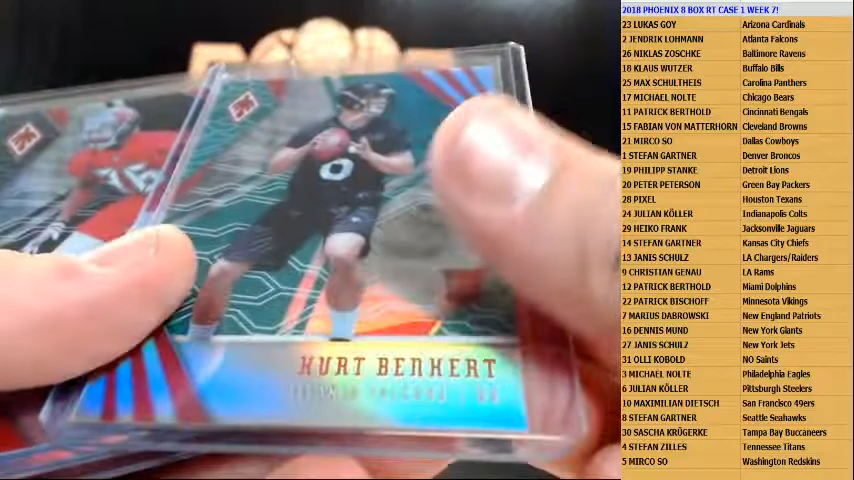 2018 PHOENIX 8 BOX RT CASE 1 WEEK 7!
23 LUKAS GOY Arizona Cardinals
2 JENDRIK LOHMANN Atlanta Falcons
26 NIKLAS ZOSCHKE Baltimore Ravens
18 KLAUS WUTZER Buffalo Bills
25 MAX SCHULTHEIS Carolina Panthers
17 MICHAEL NOLTE Chicago Bears
11 PATRICK BERTHOLD Cincinnati Bengals
15 FABIAN VON MATTERHORN Cleveland Browns
21 MIRCO SO Dallas Cowboys
1 STEFAN GARTNER Denver Broncos
19 PHILIPP STANKE Detroit Lions
20 PETER PETERSON Green Bay Packers
28 PIXEL Houston Texans
24 JULIAN KÖLLER Indianapolis Colts
29 HEIKO FRANK Jacksonville Jaguars
14 STEFAN GARTNER Kansas City Chiefs
13 JANIS SCHULZ LA Chargers/Raiders
9 CHRISTIAN GENAU LA Rams
12 PATRICK BERTHOLD Miami Dolphins
22 PATRICK BISCHOFF Minnesota Vikings
7 MARIUS DABROWSKI New England Patriots
16 DENNIS MUND New York Giants
27 JANIS SCHULZ New York Jets
31 OLLI KOBOLD NO Saints
3 MICHAEL NOLTE Philadelphia Eagles
6 JULIAN KÖLLER Pittsburgh Steelers
10 MAXIMILIAN DIETSCH San Francisco 49ers
8 STEFAN GARTNER Seattle Seahawks
30 SASCHA KRÜGERKE Tampa Bay Buccaneers
4 STEFAN ZILLES Tennessee Titans
5 MIRCO SO Washington Redskins
KURT BENKERT